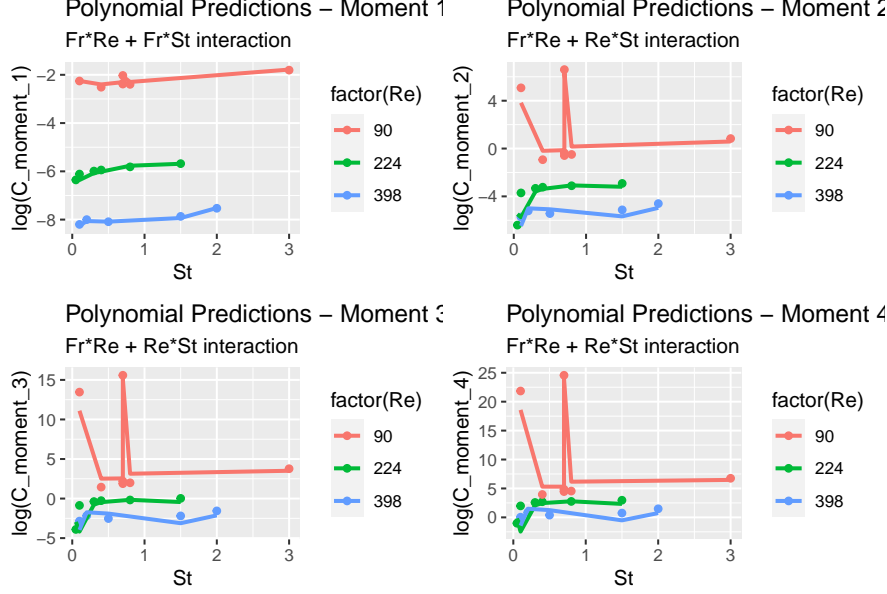 Polynomial Predictions − Moment 1
Fr*Re + Fr*St interaction
log(C_moment_1)
−2
−4
−6
−8
0
1
2
3
St
factor(Re)
90
224
398
Polynomial Predictions − Moment 2
Fr*Re + Re*St interaction
log(C_moment_2)
4
0
−4
0
1
2
3
St
factor(Re)
90
224
398
Polynomial Predictions − Moment 3
Fr*Re + Re*St interaction
log(C_moment_3)
15
10
5
0
−5
0
1
2
3
St
factor(Re)
90
224
398
Polynomial Predictions − Moment 4
Fr*Re + Re*St interaction
log(C_moment_4)
25
20
15
10
5
0
0
1
2
3
St
factor(Re)
90
224
398